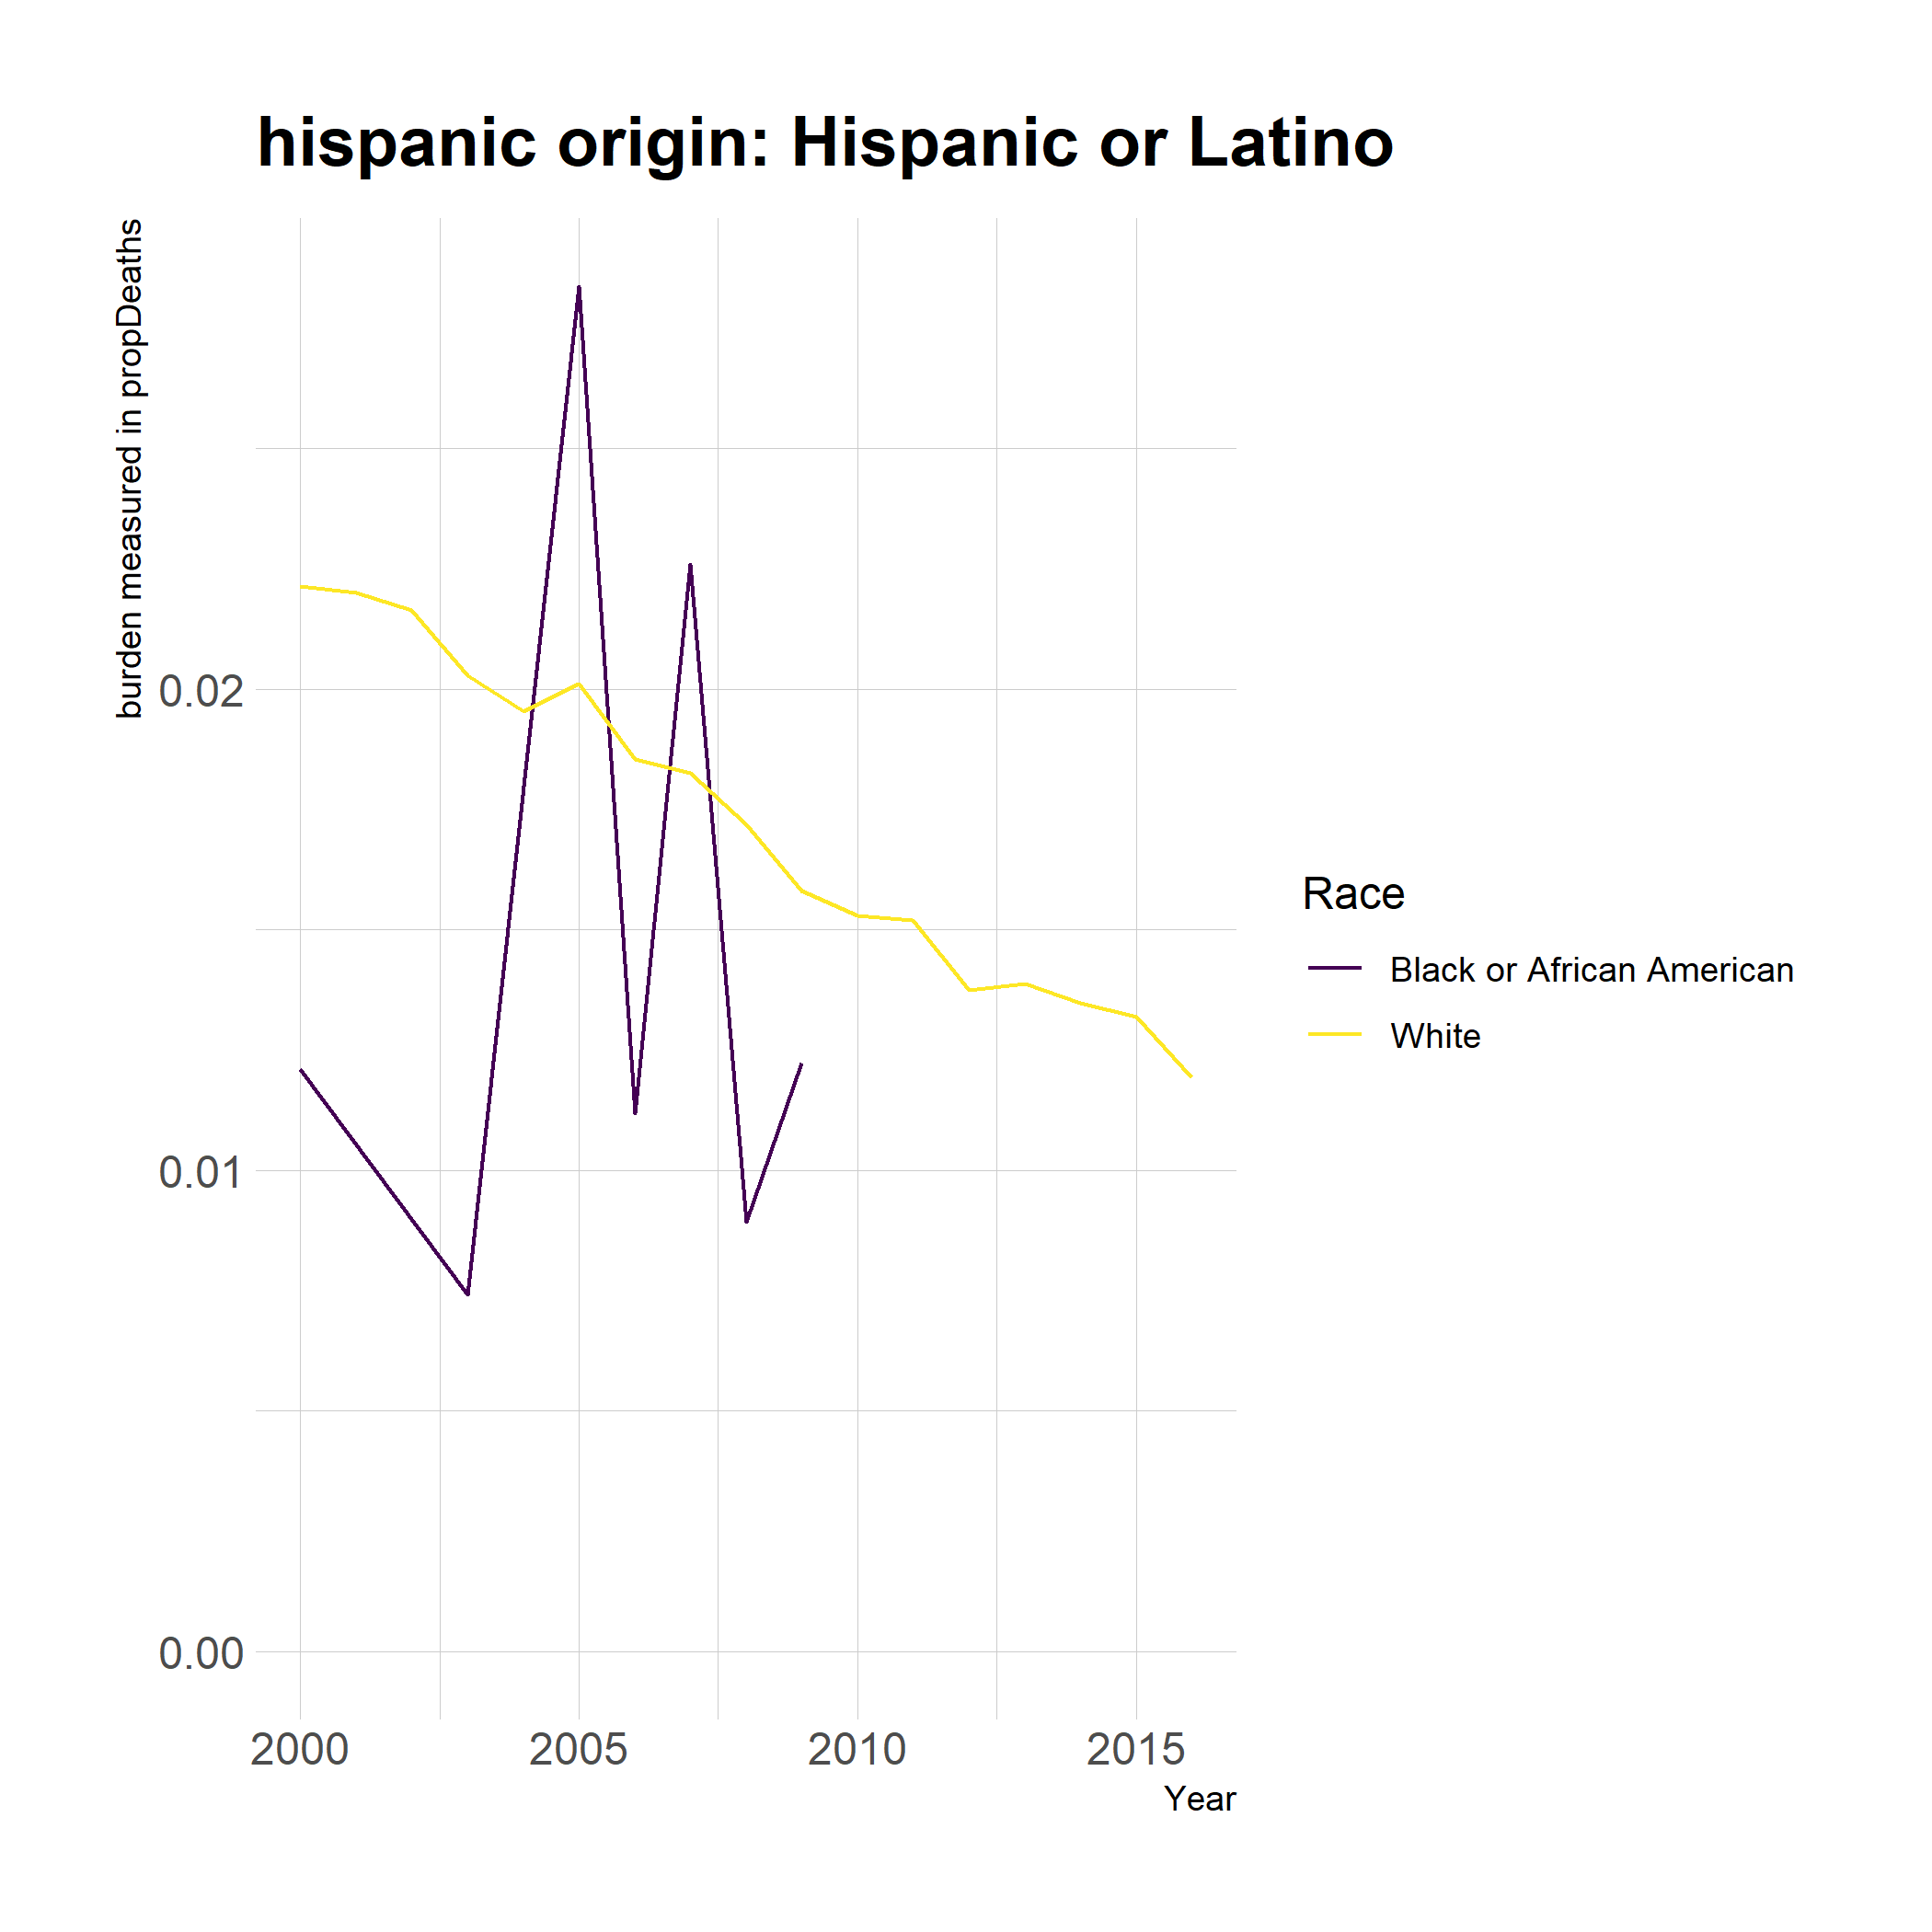 hispanic origin: Hispanic or Latino
burden measured in propDeaths
0.02
0.01
0.00
2000 2005 2010 2015
Year
Race
Black or African American
White